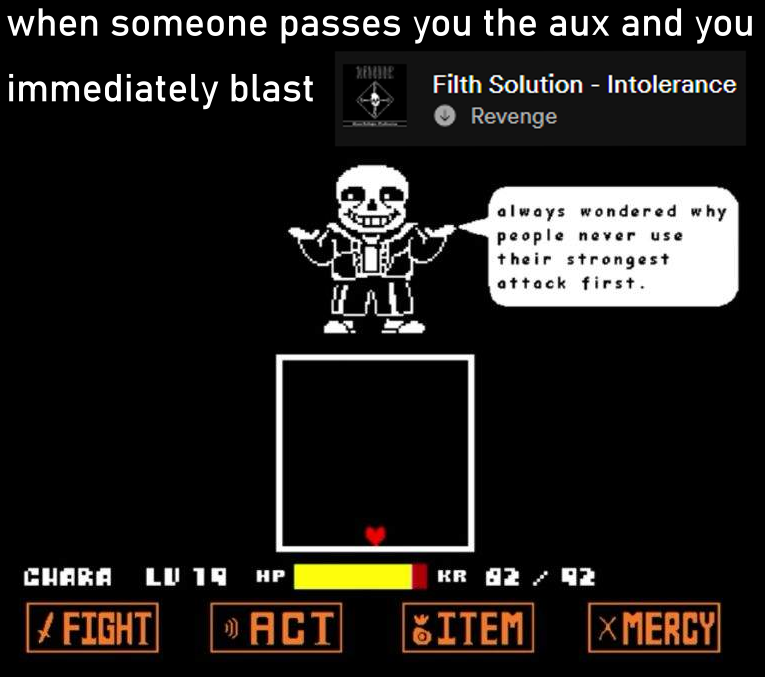 when someone passes you the aux and you
immediately blast
REVENGE
Filth Solution - Intolerance
Revenge
always wondered why
people never use
their strongest
attack first.
CHARA LV 19 HP KR 82 / 92
FIGHT ACT ITEM MERCY